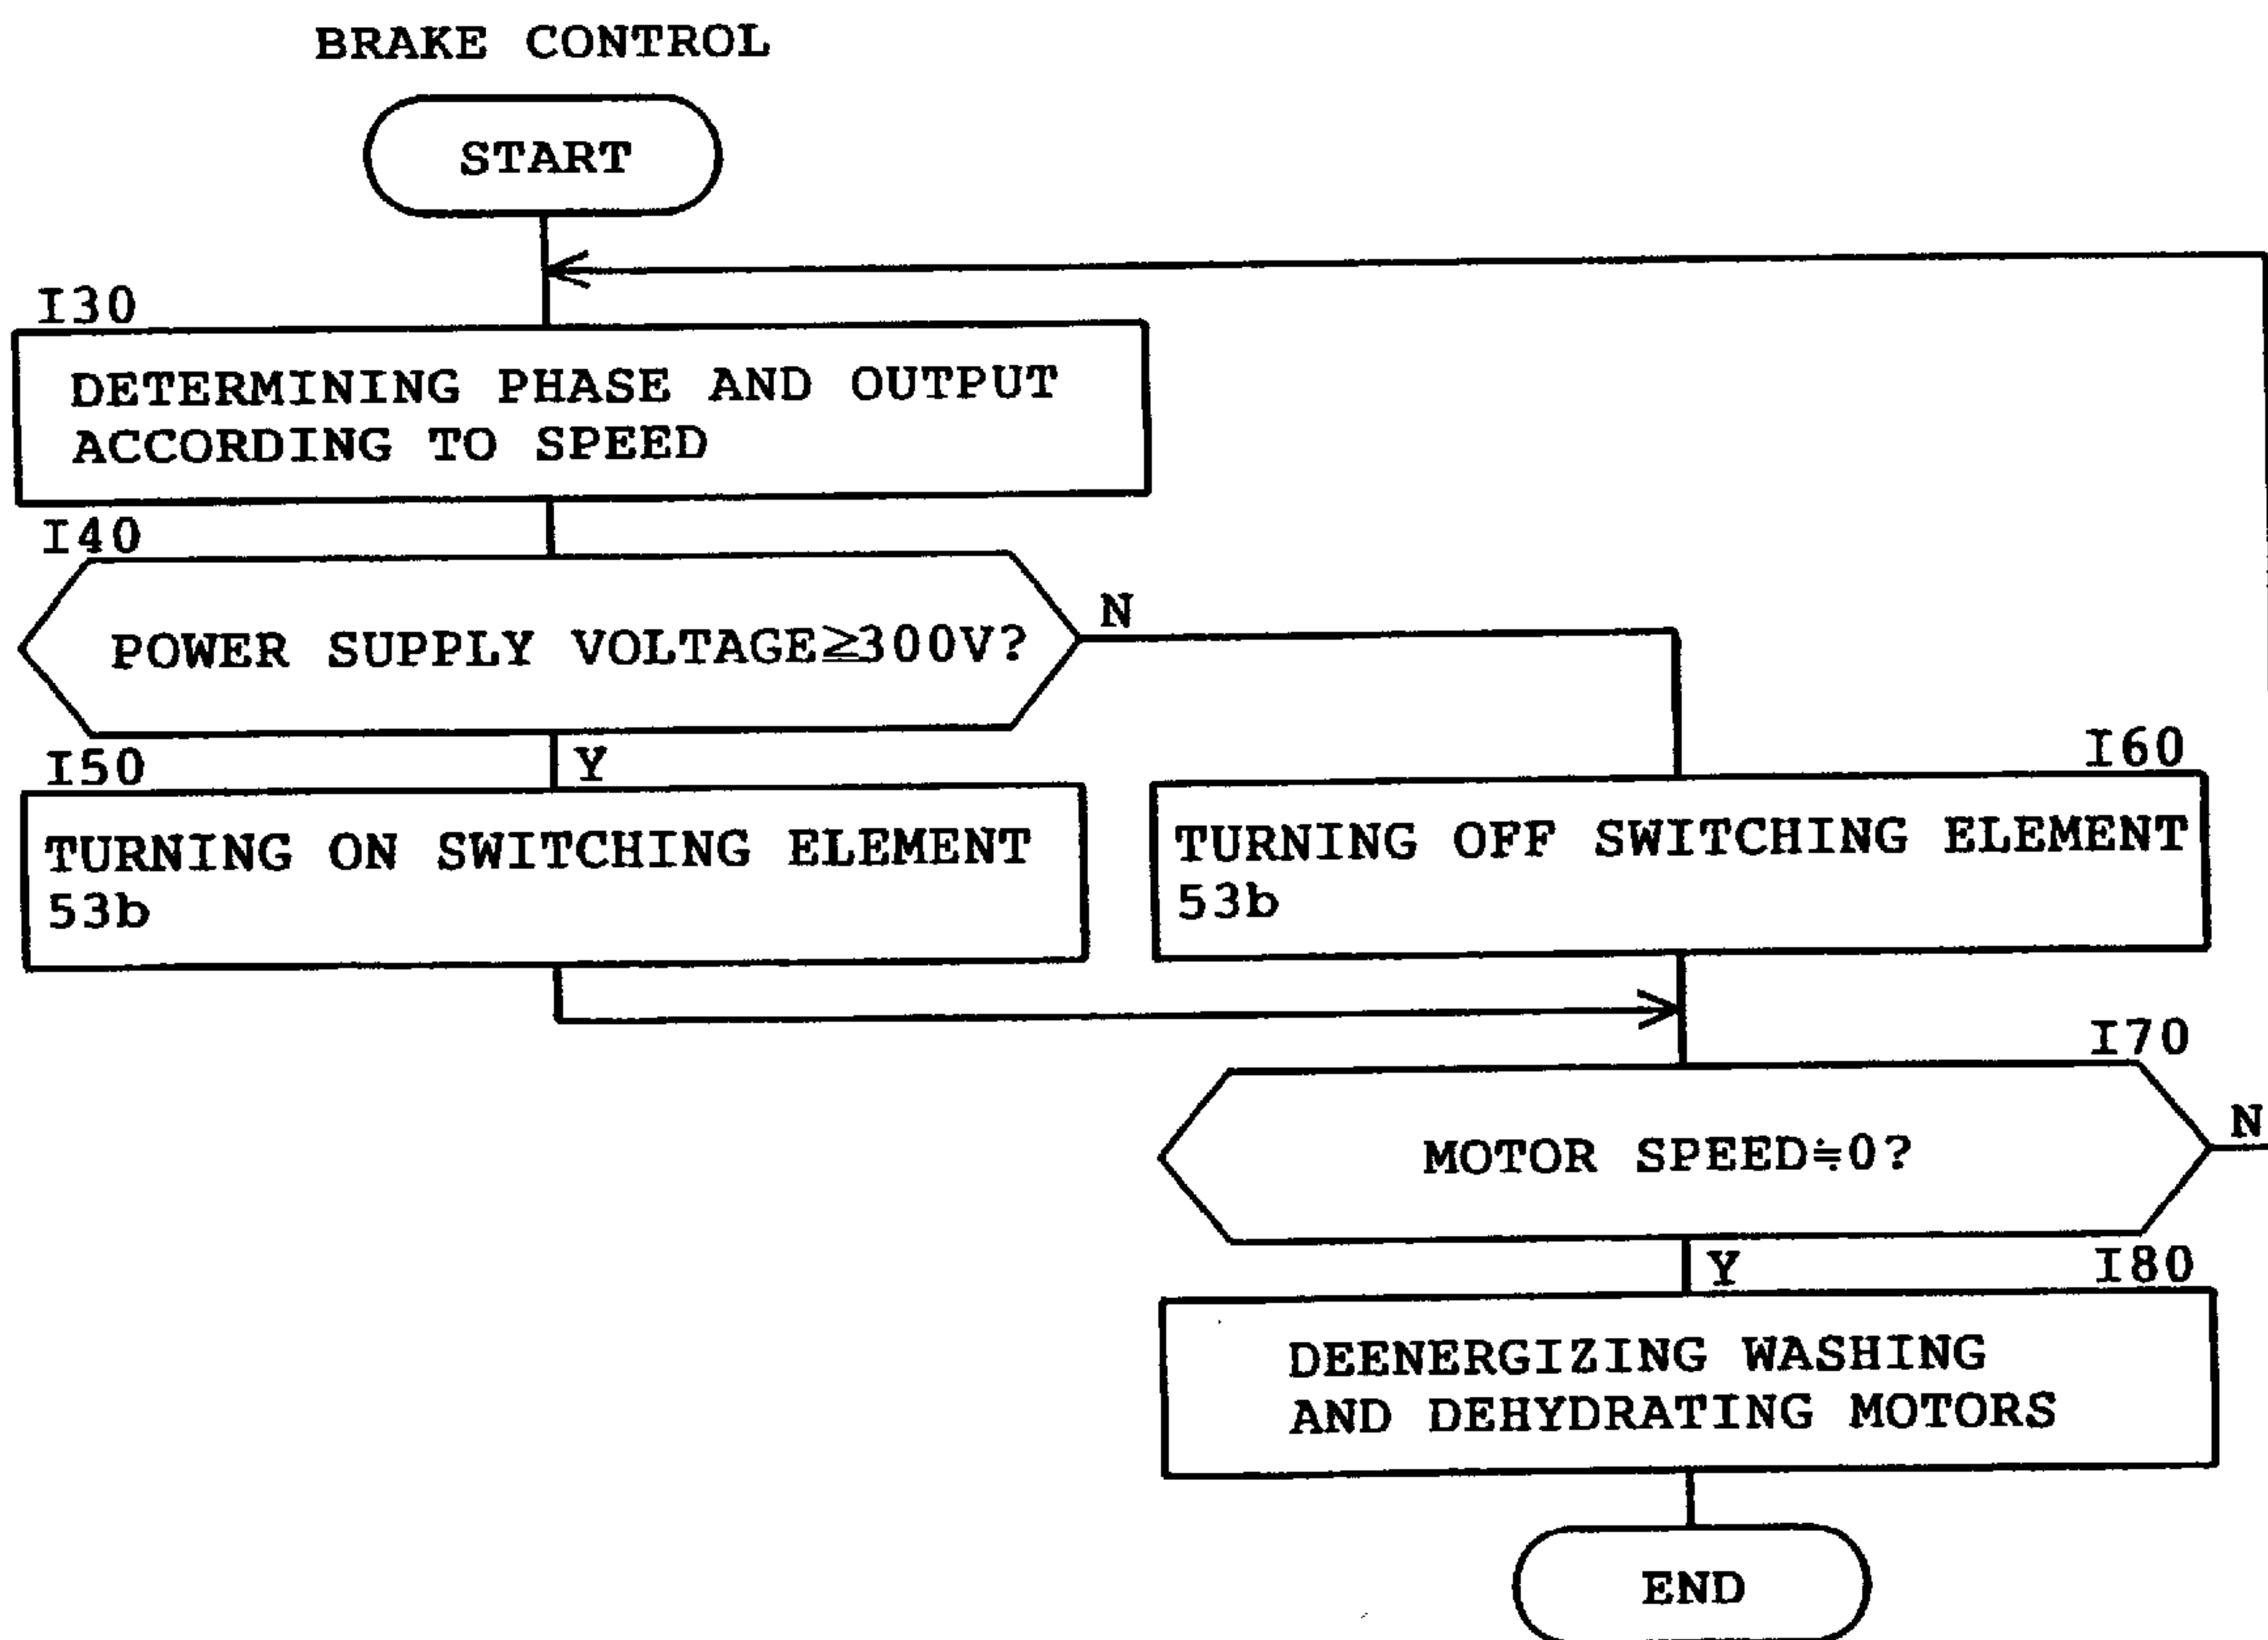 BRAKE CONTROL
START
I30
DETERMINING PHASE AND OUTPUT
ACCORDING TO SPEED
I40
POWER SUPPLY VOLTAGE≧300V?
N
Y
I50
TURNING ON SWITCHING ELEMENT
53b
I60
TURNING OFF SWITCHING ELEMENT
53b
I70
MOTOR SPEED≒0?
N
Y
I80
DEENERGIZING WASHING
AND DEHYDRATING MOTORS
END